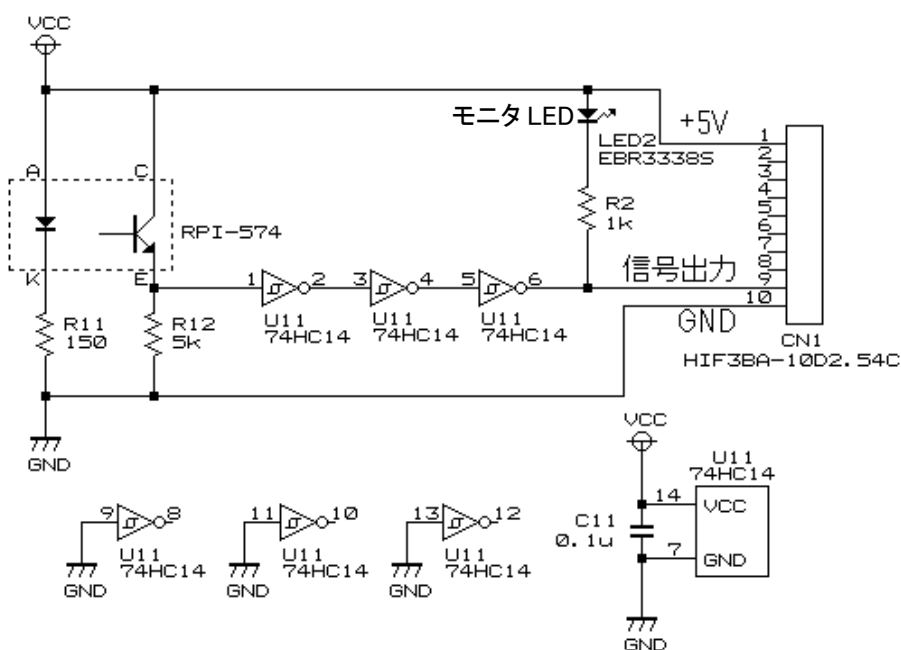 VCC
モニタ LED
+5V
LED2
EBR3338S
1
2
3
4
5
6
7
8
9
10
A
C
RPI-574
R2
1k
K
E
信号出力
1
2
3
4
5
6
GND
R11
150
R12
5k
U11
74HC14
U11
74HC14
U11
74HC14
CN1
HIF3BA-10D2.54C
GND
VCC
U11
74HC14
14
VCC
C11
0.1u
7
GND
GND
9
8
U11
74HC14
GND
11
10
U11
74HC14
GND
13
12
U11
74HC14
GND